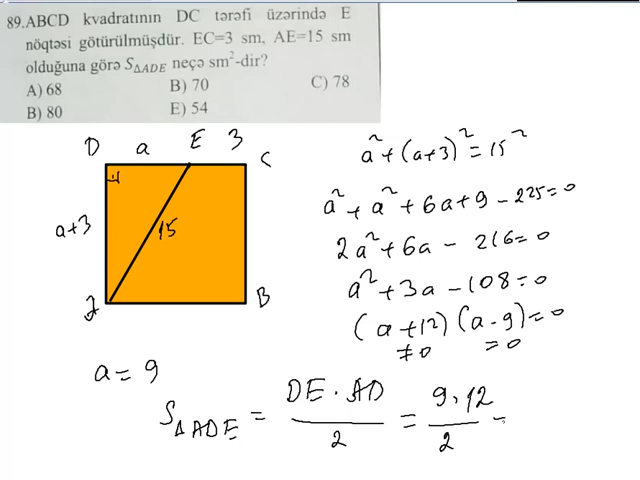 89.ABCD kvadratının DC tərəfi üzərində E
nöqtəsi götürülmüşdür. EC=3 sm, AE=15 sm
olduğuna görə S△ADE neçə sm²-dir?
A) 68 B) 70 C) 78
B) 80 E) 54
D a E 3 C
a+3 15
B
a² + (a+3)² = 15²
a² + a² + 6a + 9 - 225 = 0
2a² + 6a - 216 = 0
a² + 3a - 108 = 0
(a+12)(a-9) = 0
≠0 =0
a = 9
S△ADE = DE · AD / 2 = 9·12 / 2 =